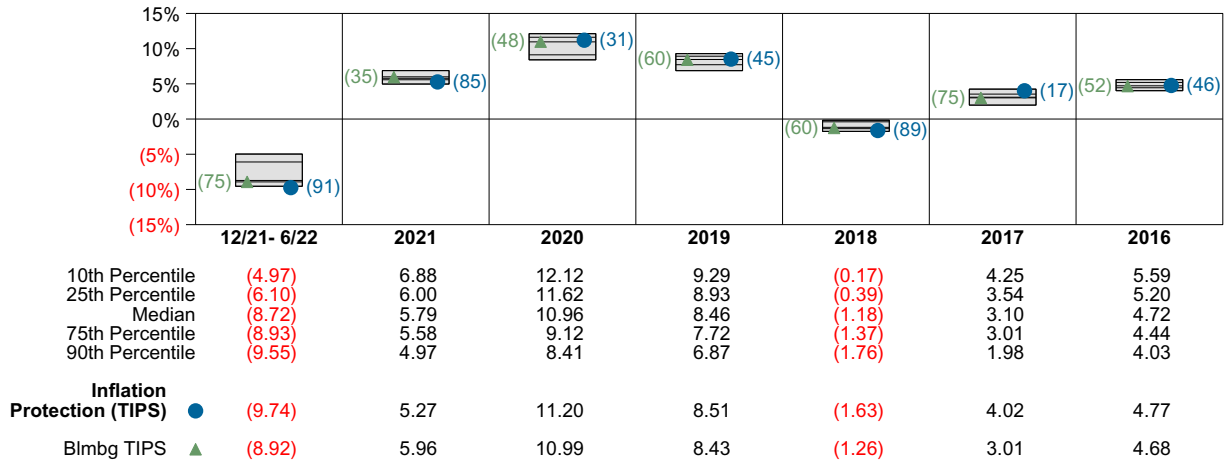 15%
10%
5%
0%
(5%)
(10%)
(15%)
(75) (91)
(35) (85)
(48) (31)
(60) (45)
(60) (89)
(75) (17)
(52) (46)
12/21- 6/22 2021 2020 2019 2018 2017 2016
10th Percentile (4.97) 6.88 12.12 9.29 (0.17) 4.25 5.59
25th Percentile (6.10) 6.00 11.62 8.93 (0.39) 3.54 5.20
Median (8.72) 5.79 10.96 8.46 (1.18) 3.10 4.72
75th Percentile (8.93) 5.58 9.12 7.72 (1.37) 3.01 4.44
90th Percentile (9.55) 4.97 8.41 6.87 (1.76) 1.98 4.03
Inflation
Protection (TIPS) (9.74) 5.27 11.20 8.51 (1.63) 4.02 4.77
Blmbg TIPS (8.92) 5.96 10.99 8.43 (1.26) 3.01 4.68